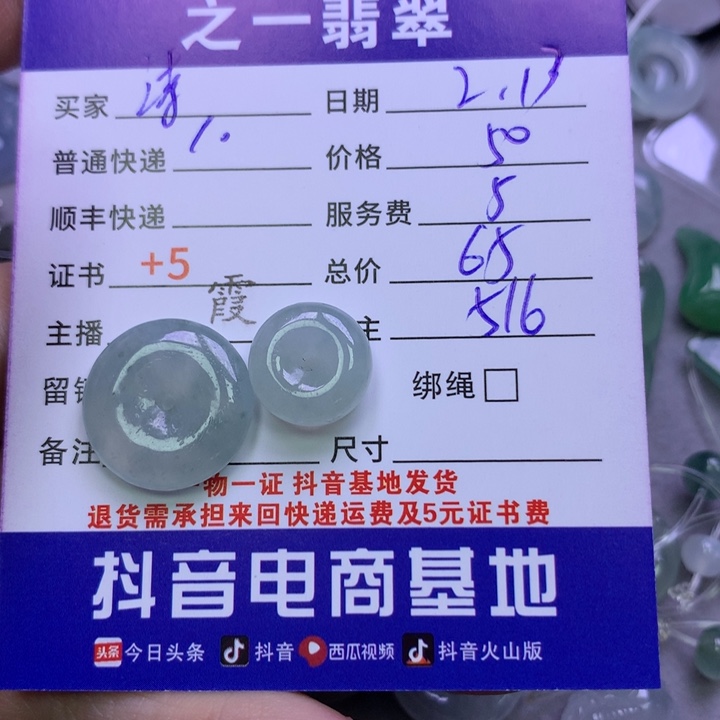 之一翡翠
买家 日期 2.13
普通快递 1. 价格 50
顺丰快递 服务费 5
证书 +5 总价 65
主播 霞 主 516
留 绑绳
备注 尺寸
物一证 抖音基地发货
退货需承担来回快递运费及5元证书费
抖音电商基地
头条 今日头条 抖音 西瓜视频 抖音火山版